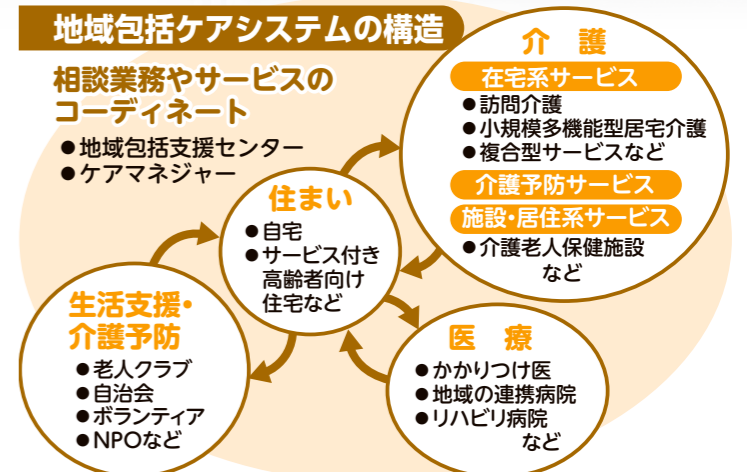 地域包括ケアシステムの構造
相談業務やサービスの
コーディネート
●地域包括支援センター
●ケアマネジャー
介 護
在宅系サービス
●訪問介護
●小規模多機能型居宅介護
●複合型サービスなど
介護予防サービス
施設・居住系サービス
●介護老人保健施設
など
住まい
●自宅
●サービス付き
高齢者向け
住宅など
生活支援・
介護予防
●老人クラブ
●自治会
●ボランティア
●NPOなど
医 療
●かかりつけ医
●地域の連携病院
●リハビリ病院
など